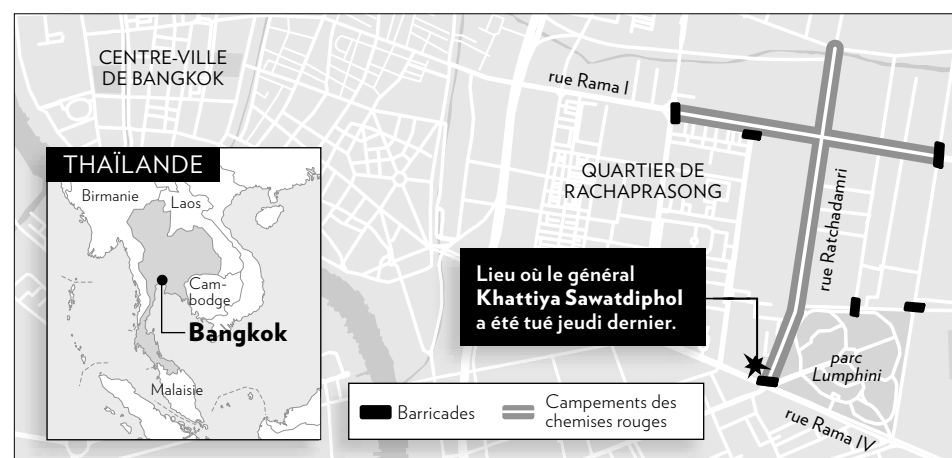 CENTRE-VILLE
DE BANGKOK
rue Rama I
THAÏLANDE
Birmanie
Laos
Cam-
bodge
Bangkok
Malaisie
QUARTIER DE
RACHAPRASONG
rue Ratchadamri
Lieu où le général
Khattiya Sawatdiphol
a été tué jeudi dernier.
parc
Lumphini
rue Rama IV
Barricades
Campements des
chemises rouges